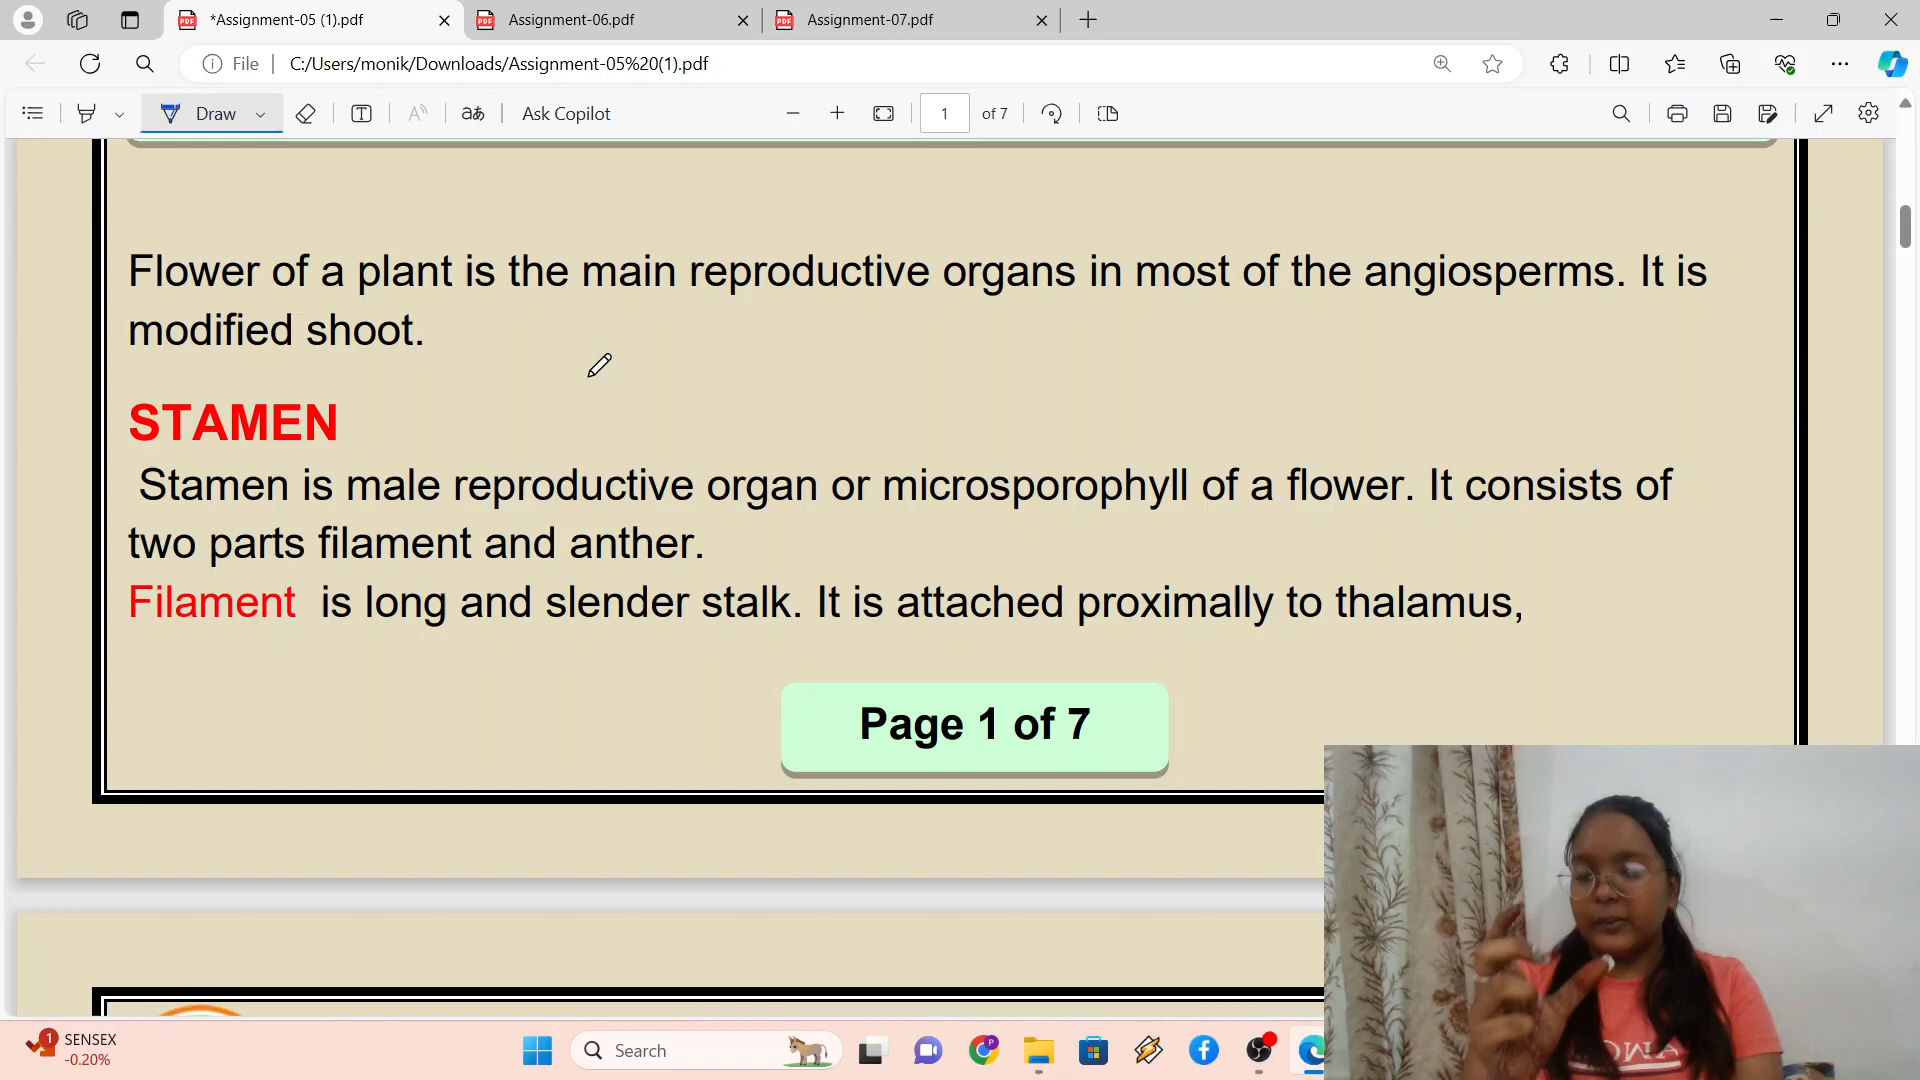 *Assignment-05 (1).pdf
Assignment-06.pdf
Assignment-07.pdf
File
C:/Users/monik/Downloads/Assignment-05%20(1).pdf
Draw
Ask Copilot
1 of 7
Flower of a plant is the main reproductive organs in most of the angiosperms. It is
modified shoot.
STAMEN
Stamen is male reproductive organ or microsporophyll of a flower. It consists of
two parts filament and anther.
Filament is long and slender stalk. It is attached proximally to thalamus,
Page 1 of 7
1
SENSEX
-0.20%
Search